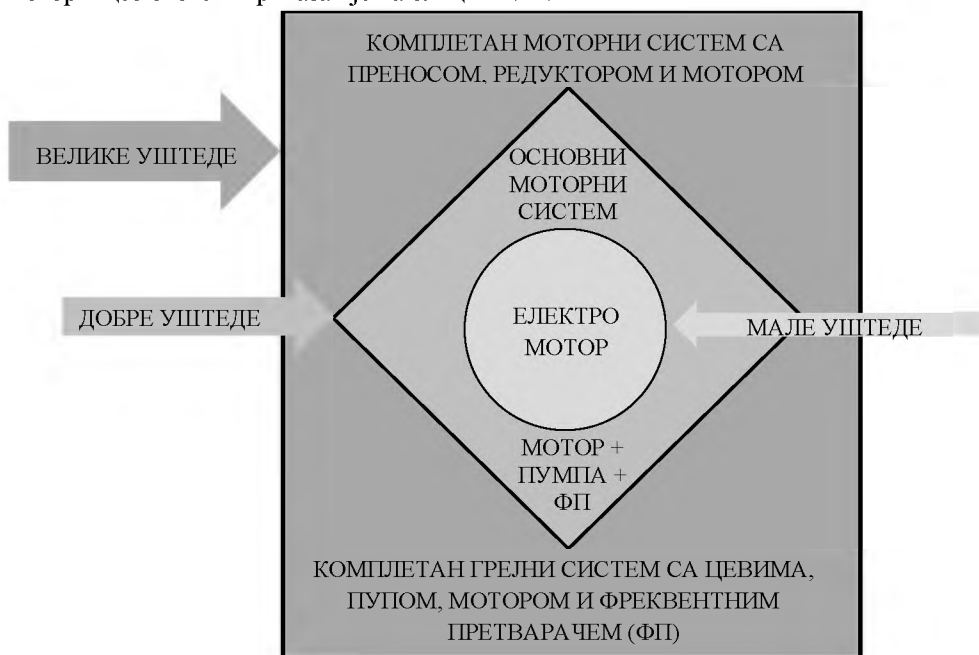 КОМПЛЕТАН МОТОРНИ СИСТЕМ СА
ПРЕНОСОМ, РЕДУКТОРОМ И МОТОРОМ
ВЕЛИКЕ УШТЕДЕ
ОСНОВНИ
МОТОРНИ
СИСТЕМ
ДОБРЕ УШТЕДЕ
ЕЛЕКТРО
МОТОР
МАЛЕ УШТЕДЕ
МОТОР +
ПУМПА +
ФП
КОМПЛЕТАН ГРЕЈНИ СИСТЕМ СА ЦЕВИМА,
ПУПОМ, МОТОРОМ И ФРЕКВЕНТНИМ
ПРЕТВАРАЧЕМ (ФП)